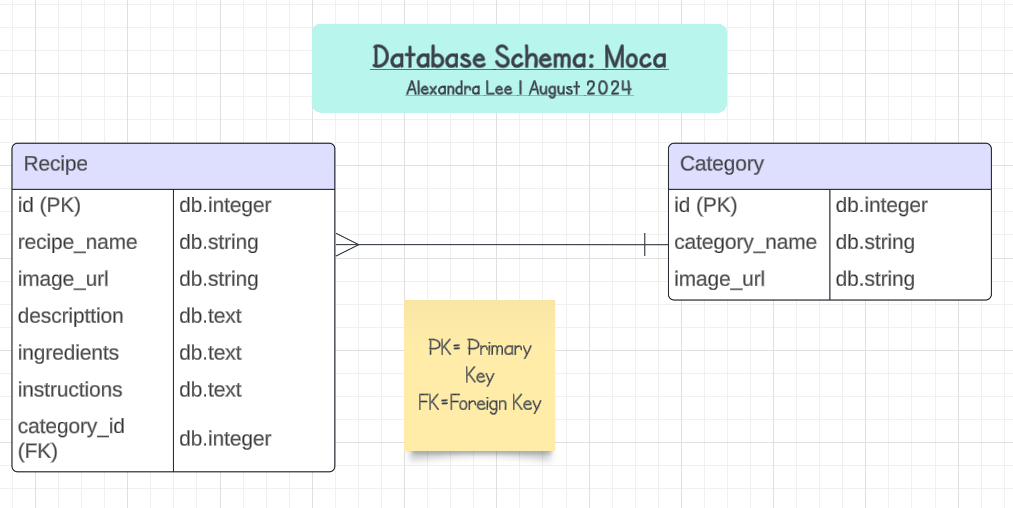 Database Schema: Moca
Alexandra Lee | August 2024
Recipe
id (PK) db.integer
recipe_name db.string
image_url db.string
descripttion db.text
ingredients db.text
instructions db.text
category_id
(FK) db.integer
Category
id (PK) db.integer
category_name db.string
image_url db.string
PK= Primary
Key
FK=Foreign Key